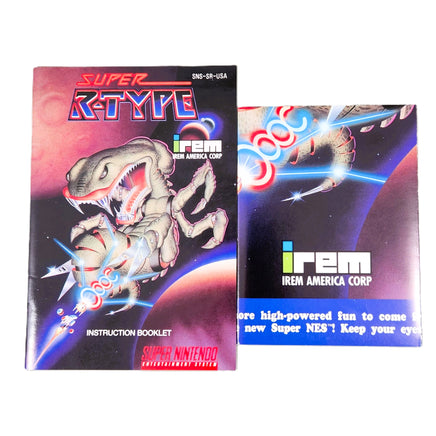 SNS-SR-USA
SUPER
R-TYPE
irem
IREM AMERICA CORP
INSTRUCTION BOOKLET
SUPER NINTENDO
ENTERTAINMENT SYSTEM
irem
IREM AMERICA CORP
ore high-powered fun to come
new Super NES™! Keep your eye